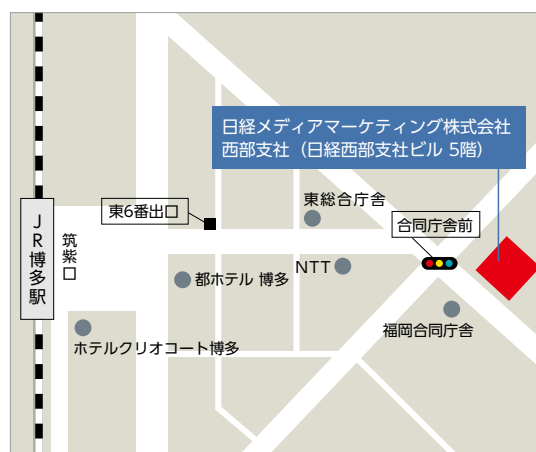 日経メディアマーケティング株式会社
西部支社（日経西部支社ビル 5階）
東総合庁舎
東6番出口
合同庁舎前
JR博多駅
筑紫口
NTT
都ホテル 博多
福岡合同庁舎
ホテルクリオコート博多